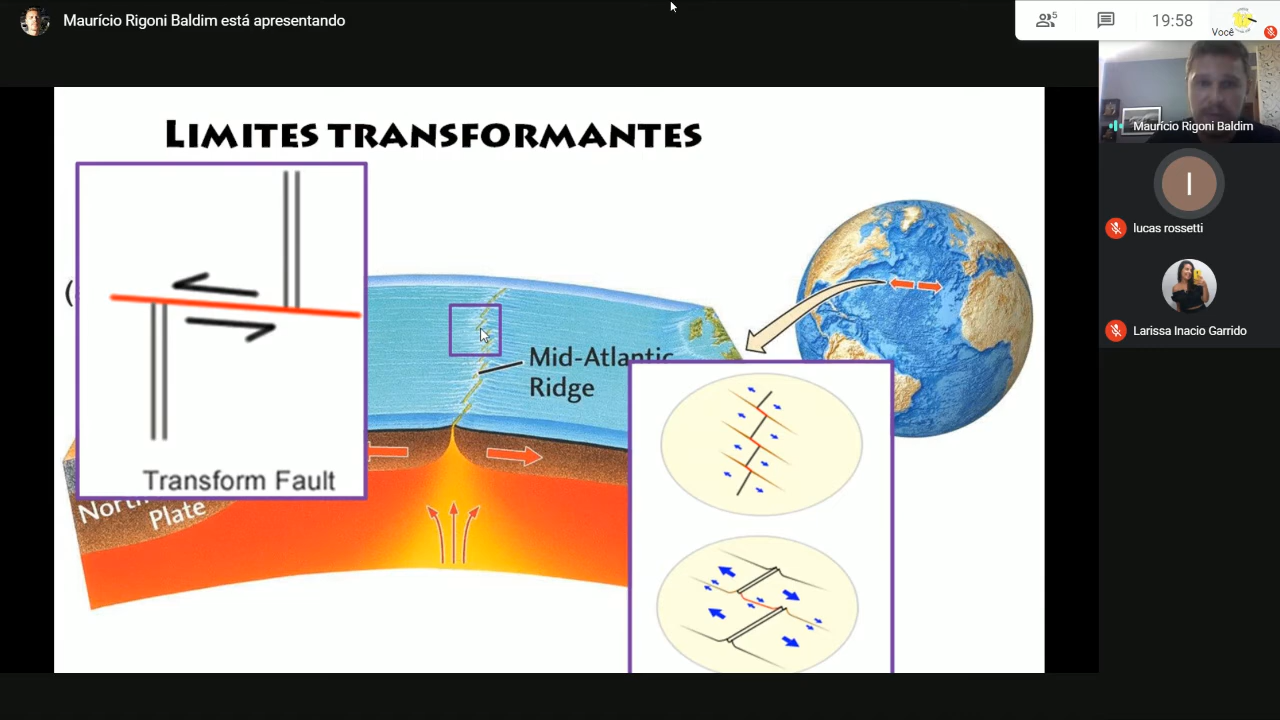 Maurício Rigoni Baldim está apresentando
5
19:58
Você
LIMITES TRANSFORMANTES
Maurício Rigoni Baldim
I
lucas rossetti
Larissa Inacio Garrido
(
Mid-Atlantic
Ridge
Transform Fault
Plate